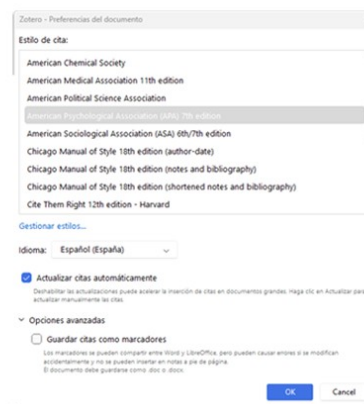 Zotero - Preferencias del documento
Estilo de cita:
American Chemical Society
American Medical Association 11th edition
American Political Science Association
American Psychological Association (APA) 7th edition
American Sociological Association (ASA) 6th/7th edition
Chicago Manual of Style 18th edition (author-date)
Chicago Manual of Style 18th edition (notes and bibliography)
Chicago Manual of Style 18th edition (shortened notes and bibliography)
Cite Them Right 12th edition - Harvard
Gestionar estilos...
Idioma: Español (España)
Actualizar citas automáticamente
Deshabilitar las actualizaciones puede acelerar la inserción de citas en documentos grandes. Haga clic en Actualizar para
actualizar manualmente las citas.
Opciones avanzadas
Guardar citas como marcadores
Los marcadores se pueden compartir entre Word y LibreOffice, pero pueden causar errores si se modifican
accidentalmente y no se pueden insertar en notas a pie de página.
El documento debe guardarse como .doc o .docx.
OK Cancel